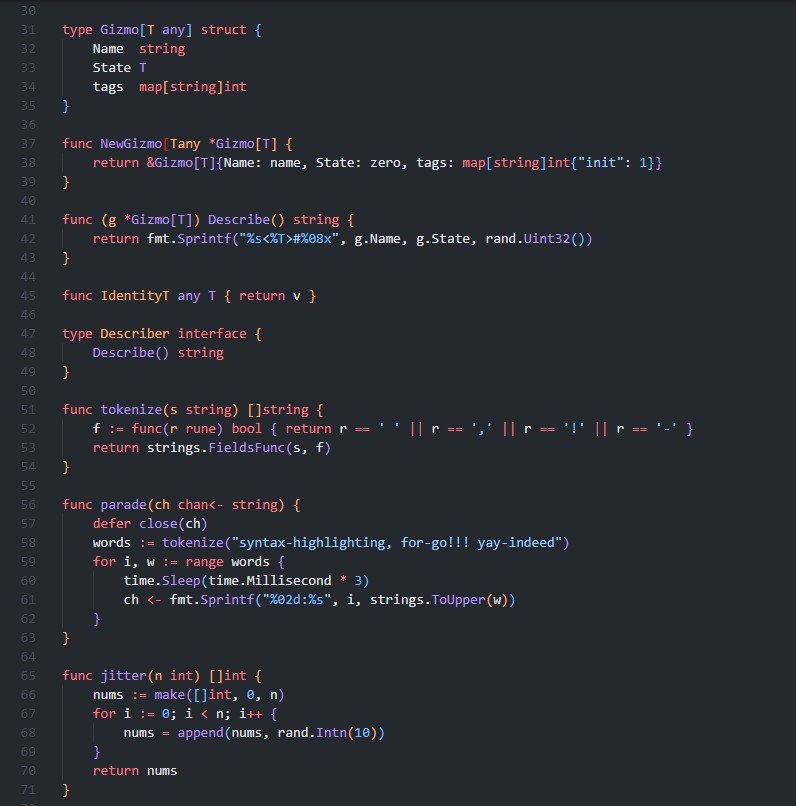 30
31 type Gizmo[T any] struct {
32     Name  string
33     State T
34     tags  map[string]int
35 }
36
37 func NewGizmo[Tany *Gizmo[T] {
38     return &Gizmo[T]{Name: name, State: zero, tags: map[string]int{"init": 1}}
39 }
40
41 func (g *Gizmo[T]) Describe() string {
42     return fmt.Sprintf("%s<%T>#%08x", g.Name, g.State, rand.Uint32())
43 }
44
45 func IdentityT any T { return v }
46
47 type Describer interface {
48     Describe() string
49 }
50
51 func tokenize(s string) []string {
52     f := func(r rune) bool { return r == ' ' || r == ',' || r == '!' || r == '-' }
53     return strings.FieldsFunc(s, f)
54 }
55
56 func parade(ch chan<- string) {
57     defer close(ch)
58     words := tokenize("syntax-highlighting, for-go!!! yay-indeed")
59     for i, w := range words {
60         time.Sleep(time.Millisecond * 3)
61         ch <- fmt.Sprintf("%02d:%s", i, strings.ToUpper(w))
62     }
63 }
64
65 func jitter(n int) []int {
66     nums := make([]int, 0, n)
67     for i := 0; i < n; i++ {
68         nums = append(nums, rand.Intn(10))
69     }
70     return nums
71 }